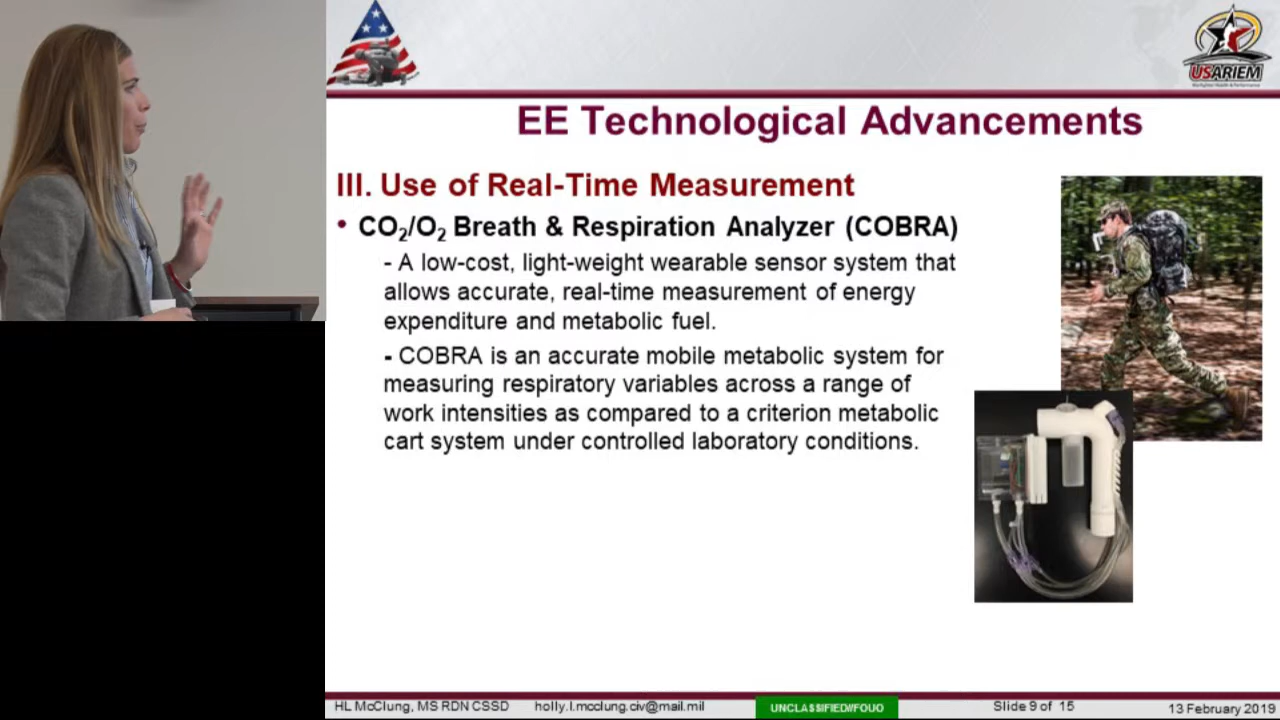 USARIEM
Warfighter Health & Performance
EE Technological Advancements
III. Use of Real-Time Measurement
• CO₂/O₂ Breath & Respiration Analyzer (COBRA)
- A low-cost, light-weight wearable sensor system that
allows accurate, real-time measurement of energy
expenditure and metabolic fuel.
- COBRA is an accurate mobile metabolic system for
measuring respiratory variables across a range of
work intensities as compared to a criterion metabolic
cart system under controlled laboratory conditions.
HL McClung, MS RDN CSSD
holly.l.mcclung.civ@mail.mil
UNCLASSIFIED//FOUO
Slide 9 of 15
13 February 2019